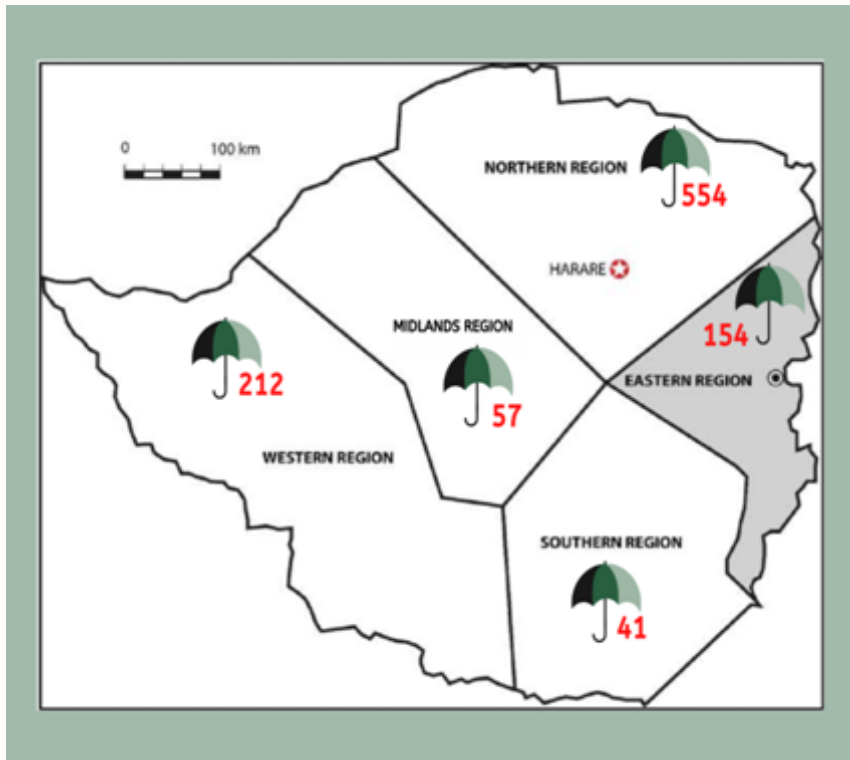 0 100 km
NORTHERN REGION
554
HARARE
154
MIDLANDS REGION
EASTERN REGION
212
57
WESTERN REGION
SOUTHERN REGION
41